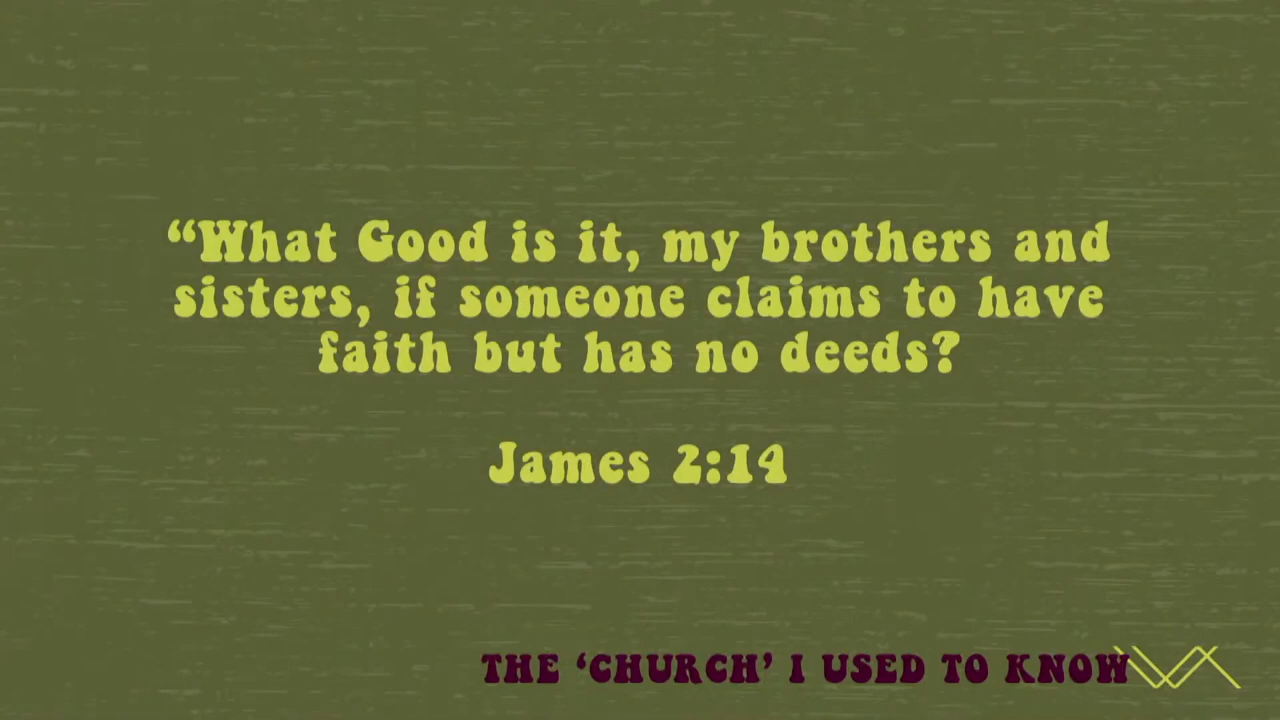 “What Good is it, my brothers and
sisters, if someone claims to have
faith but has no deeds?
James 2:14
THE ‘CHURCH’ I USED TO KNOW